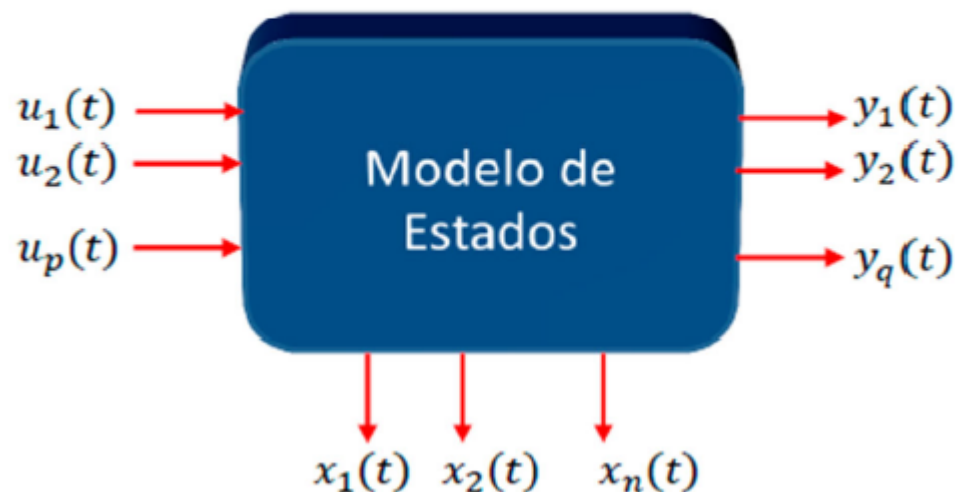 u₁(t)
u₂(t)
uₚ(t)
Modelo de
Estados
y₁(t)
y₂(t)
y_q(t)
x₁(t) x₂(t) xₙ(t)